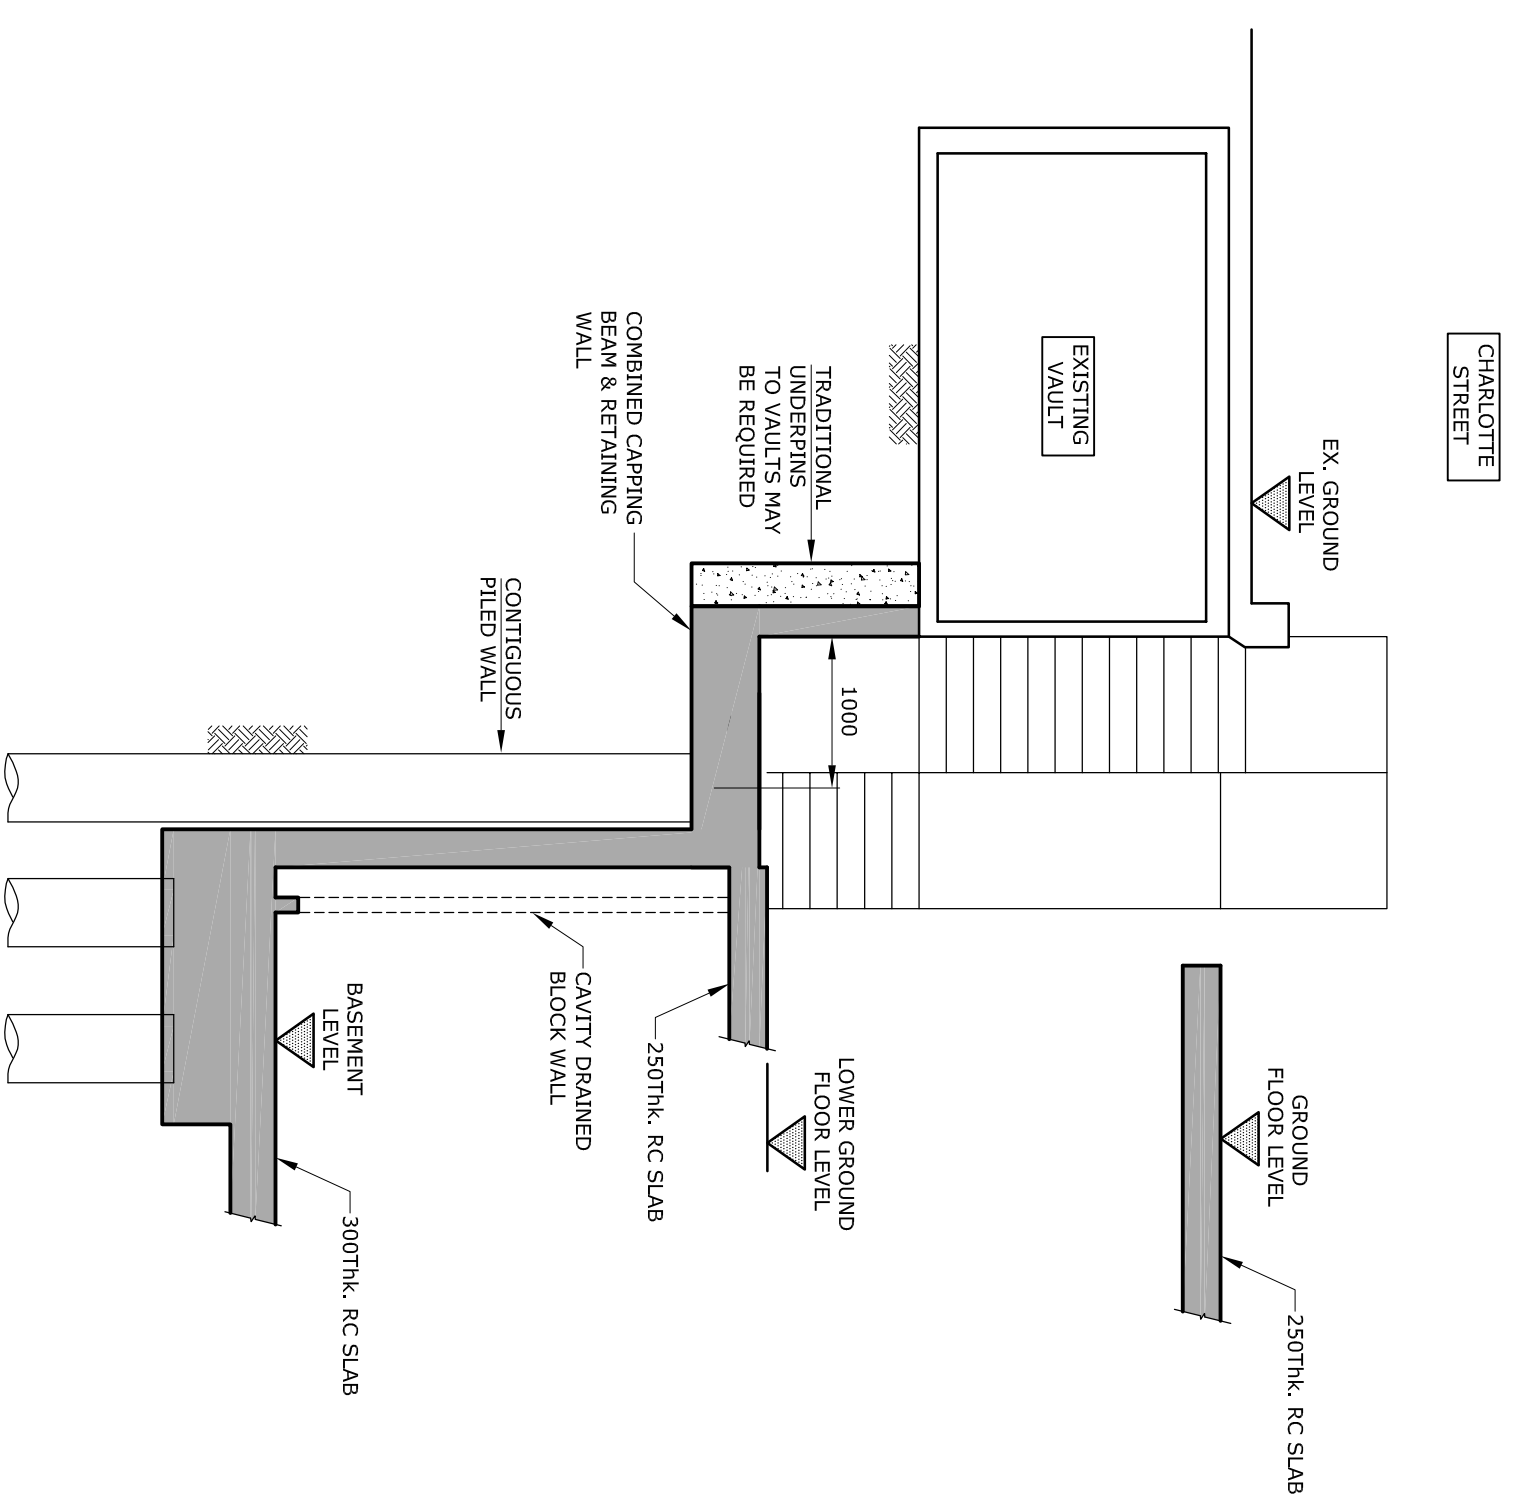 CHARLOTTE
STREET
EX. GROUND
LEVEL
EXISTING
VAULT
GROUND
FLOOR LEVEL
250Thk. RC SLAB
TRADITIONAL
UNDERPINS
TO VAULTS MAY
BE REQUIRED
1000
LOWER GROUND
FLOOR LEVEL
COMBINED CAPPING
BEAM & RETAINING
WALL
250Thk. RC SLAB
CONTIGUOUS
PILED WALL
CAVITY DRAINED
BLOCK WALL
BASEMENT
LEVEL
300Thk. RC SLAB